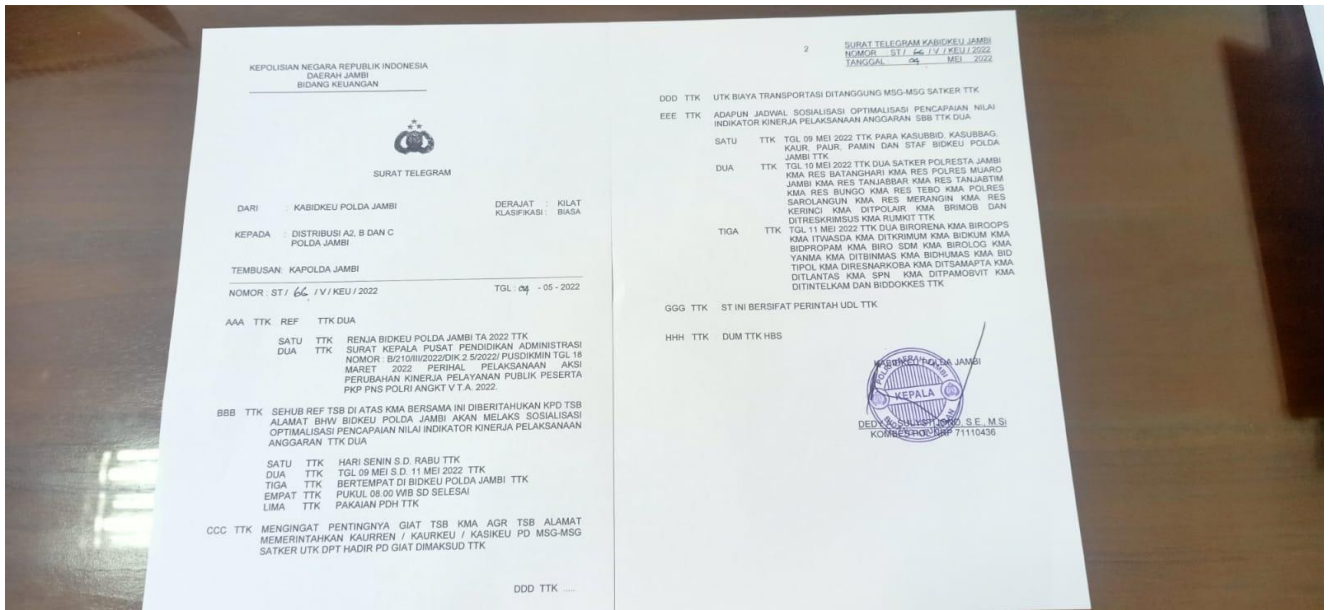 KEPOLISIAN NEGARA REPUBLIK INDONESIA
DAERAH JAMBI
BIDANG KEUANGAN
SURAT TELEGRAM
DARI : KABIDKEU POLDA JAMBI
DERAJAT : KILAT
KLASIFIKASI : BIASA
KEPADA : DISTRIBUSI A2, B DAN C
POLDA JAMBI
TEMBUSAN: KAPOLDA JAMBI
NOMOR : ST / 66 / V / KEU / 2022 TGL : 04 - 05 - 2022
AAA TTK REF TTK DUA
SATU TTK RENJA BIDKEU POLDA JAMBI TA 2022 TTK
DUA TTK SURAT KEPALA PUSAT PENDIDIKAN ADMINISTRASI
NOMOR : B/210/III/2022/DIK.2.5/2022/ PUSDIKMIN TGL 16
MARET 2022 PERIHAL PELAKSANAAN AKSI
PERUBAHAN KINERJA PELAYANAN PUBLIK PESERTA
PKP PNS POLRI ANGKT V T.A. 2022.
BBB TTK SEHUB REF TSB DI ATAS KMA BERSAMA INI DIBERITAHUKAN KPD TSB
ALAMAT BHW BIDKEU POLDA JAMBI AKAN MELAKS SOSIALISASI
OPTIMALISASI PENCAPAIAN NILAI INDIKATOR KINERJA PELAKSANAAN
ANGGARAN TTK DUA
SATU TTK HARI SENIN S.D. RABU TTK
DUA TTK TGL 09 MEI S.D. 11 MEI 2022 TTK
TIGA TTK BERTEMPAT DI BIDKEU POLDA JAMBI TTK
EMPAT TTK PUKUL 08.00 WIB SD SELESAI
LIMA TTK PAKAIAN PDH TTK
CCC TTK MENGINGAT PENTINGNYA GIAT TSB KMA AGR TSB ALAMAT
MEMERINTAHKAN KAURREN / KAURKEU / KASIKEU PD MSG-MSG
SATKER UTK DPT HADIR PD GIAT DIMAKSUD TTK
DDD TTK .....
2
SURAT TELEGRAM KABIDKEU JAMBI
NOMOR : ST / 66 / V / KEU / 2022
TANGGAL : 04 MEI 2022
DDD TTK UTK BIAYA TRANSPORTASI DITANGGUNG MSG-MSG SATKER TTK
EEE TTK ADAPUN JADWAL SOSIALISASI OPTIMALISASI PENCAPAIAN NILAI
INDIKATOR KINERJA PELAKSANAAN ANGGARAN SBB TTK DUA
SATU TTK TGL 09 MEI 2022 TTK PARA KASUBBID, KASUBBAG,
KAUR, PAUR, PAMIN DAN STAF BIDKEU POLDA
JAMBI TTK
DUA TTK TGL 10 MEI 2022 TTK DUA SATKER POLRESTA JAMBI
KMA RES BATANGHARI KMA RES POLRES MUARO
JAMBI KMA RES TANJABBAR KMA RES TANJABTIM
KMA RES BUNGO KMA RES TEBO KMA POLRES
SAROLANGUN KMA RES MERANGIN KMA RES
KERINCI KMA DITPOLAIR KMA BRIMOB DAN
DITRESKRIMSUS KMA RUMKIT TTK
TIGA TTK TGL 11 MEI 2022 TTK DUA BIRORENA KMA BIROOPS
KMA ITWASDA KMA DITKRIMUM KMA BIDKUM KMA
BIDPROPAM KMA BIRO SDM KMA BIROLOG KMA
YANMA KMA DITBINMAS KMA BIDHUMAS KMA BID
TIPOL KMA DIRESNARKOBA KMA DITSAMAPTA KMA
DITLANTAS KMA SPN KMA DITPAMOBVIT KMA
DITINTELKAM DAN BIDDOKKES TTK
GGG TTK ST INI BERSIFAT PERINTAH UDL TTK
HHH TTK DUM TTK HBS
KABIDKEU POLDA JAMBI
KEPALA
S.E., M.Si
KOMBES POL NRP 71110436